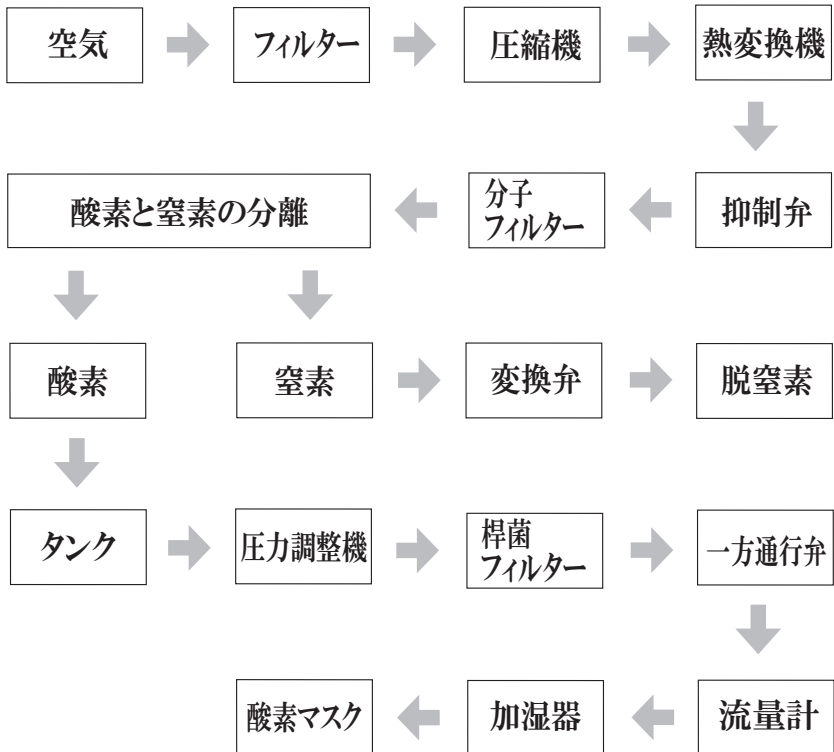 空気
フィルター
圧縮機
熱変換機
抑制弁
分子
フィルター
酸素と窒素の分離
酸素
窒素
変換弁
脱窒素
タンク
圧力調整機
桿菌
フィルター
一方通行弁
流量計
加湿器
酸素マスク